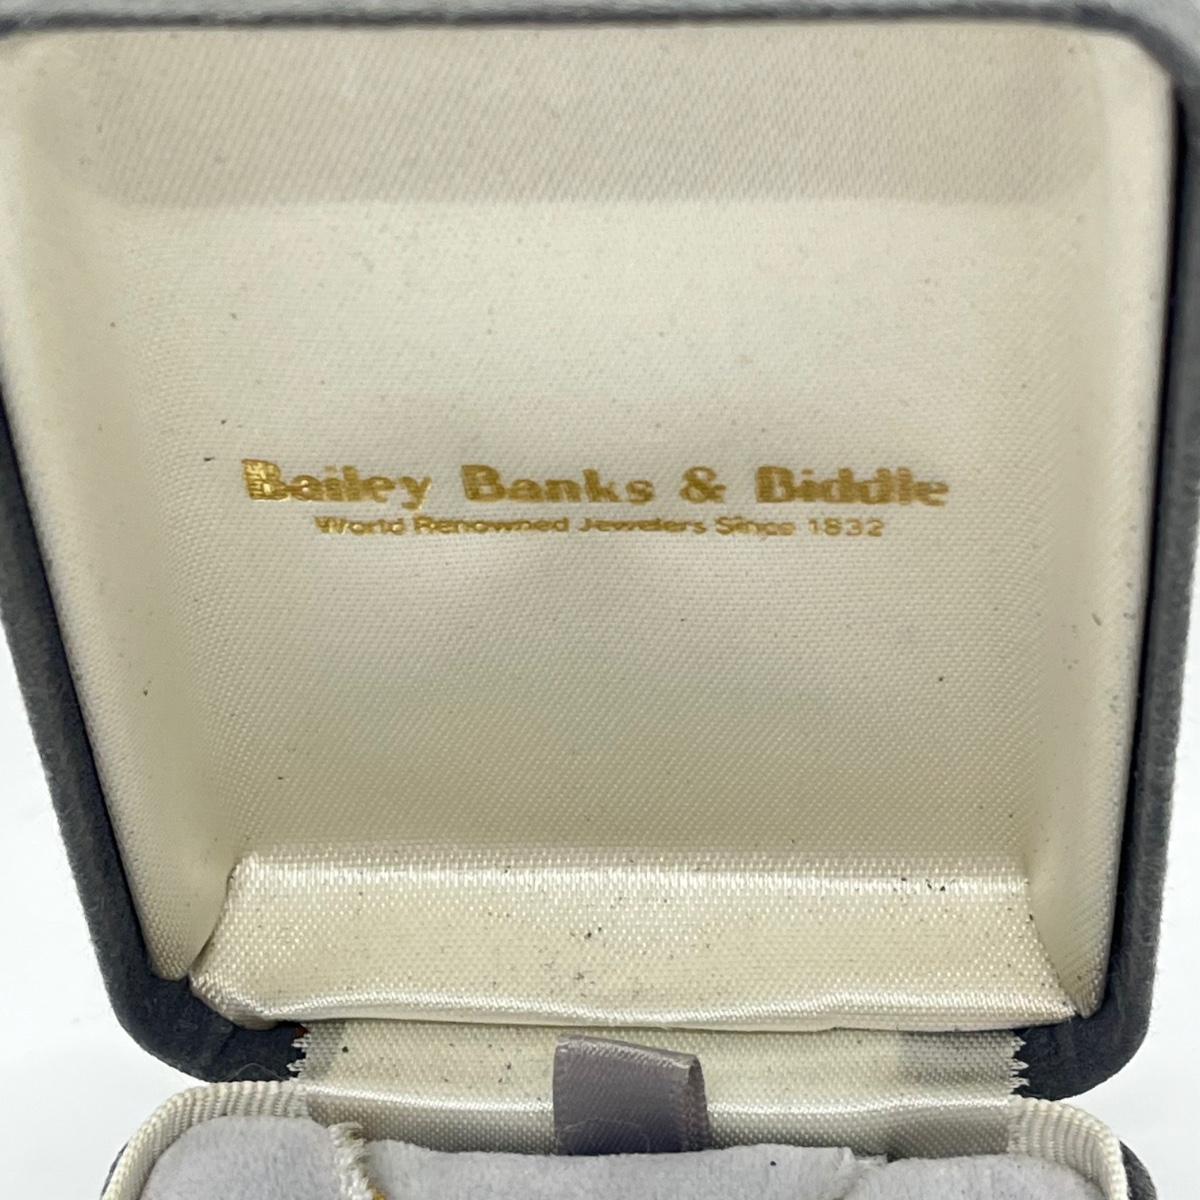 Bailey Banks & Biddle
World Renowned Jewelers Since 1832